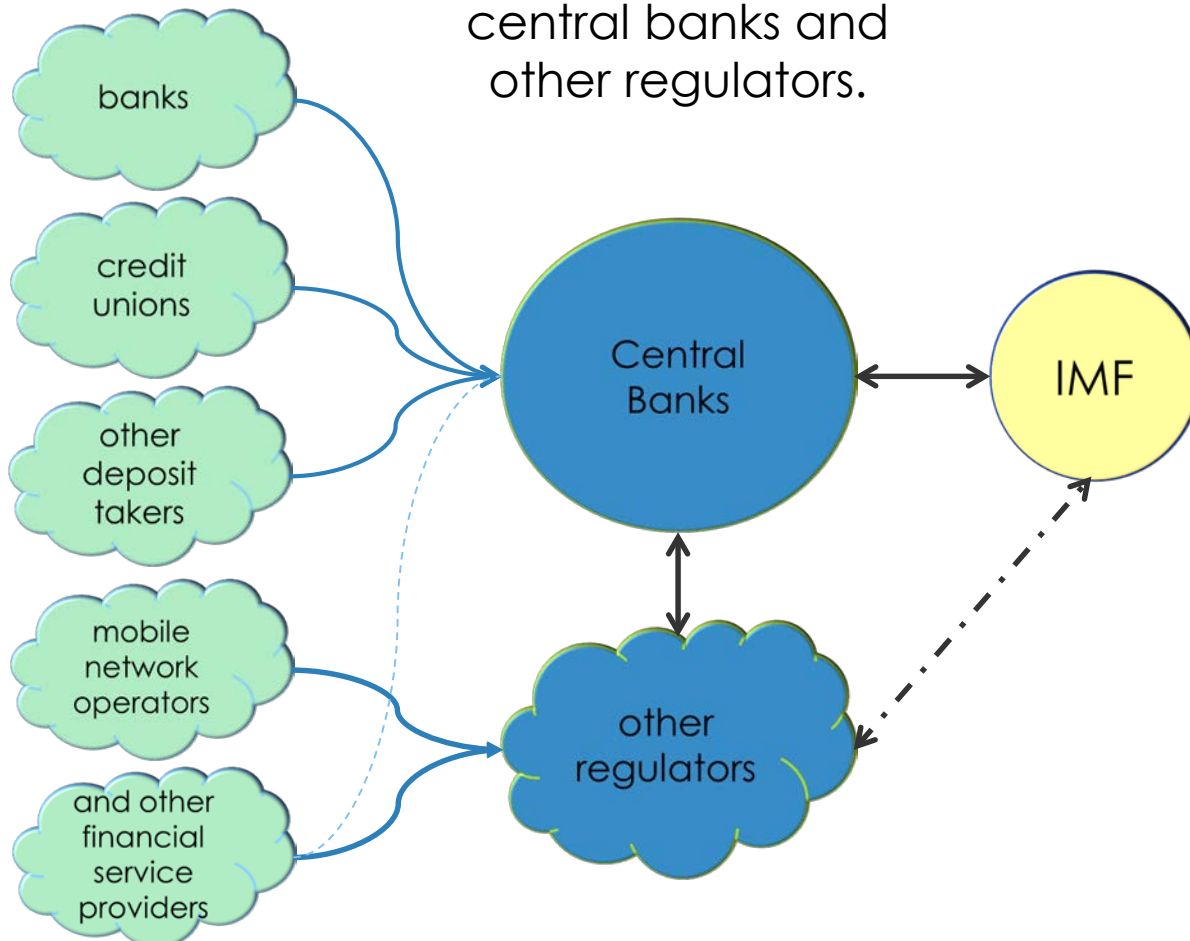 central banks and
other regulators.
banks
credit
unions
other
deposit
takers
mobile
network
operators
and other
financial
service
providers
Central
Banks
other
regulators
IMF